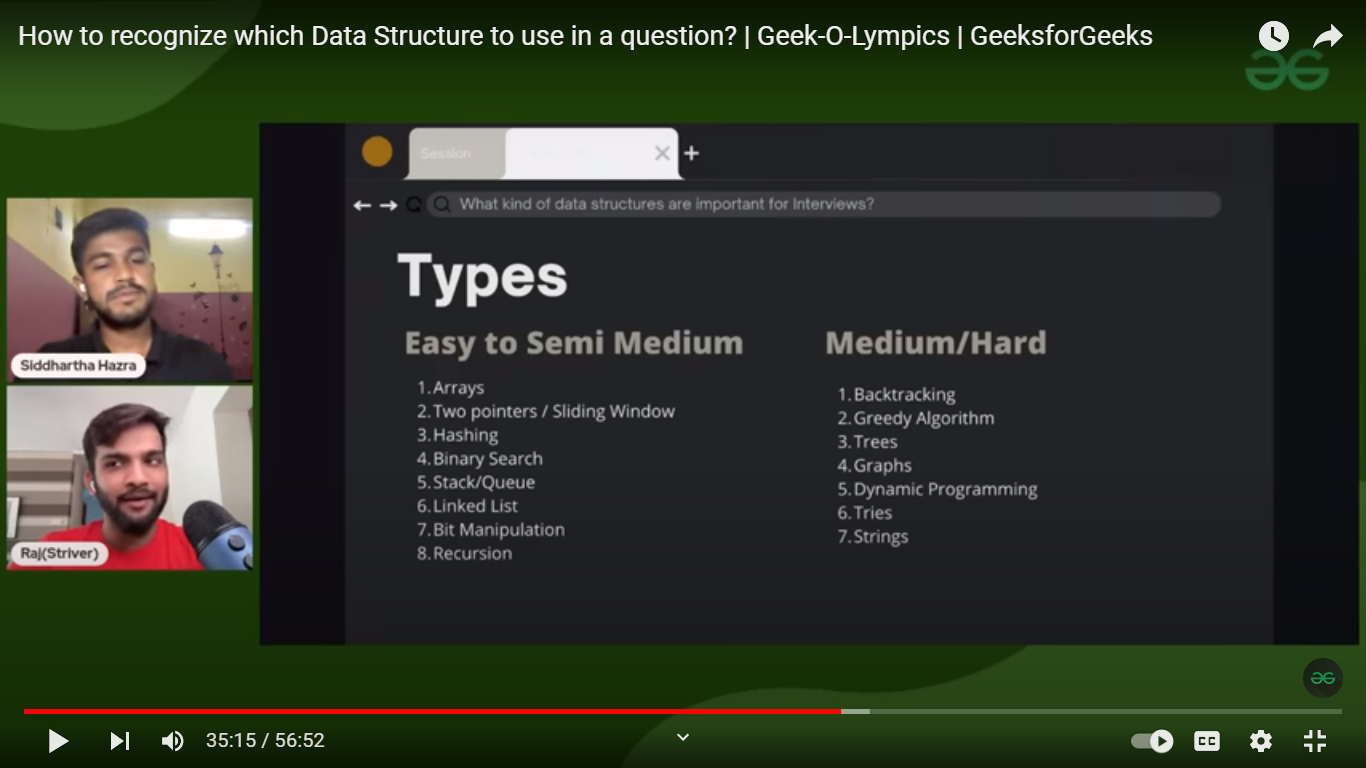 How to recognize which Data Structure to use in a question? | Geek-O-Lympics | GeeksforGeeks
Session
What kind of data structures are important for Interviews?
Types
Easy to Semi Medium
1. Arrays
2. Two pointers / Sliding Window
3. Hashing
4. Binary Search
5. Stack/Queue
6. Linked List
7. Bit Manipulation
8. Recursion
Medium/Hard
1. Backtracking
2. Greedy Algorithm
3. Trees
4. Graphs
5. Dynamic Programming
6. Tries
7. Strings
Siddhartha Hazra
Raj(Striver)
35:15 / 56:52
CC